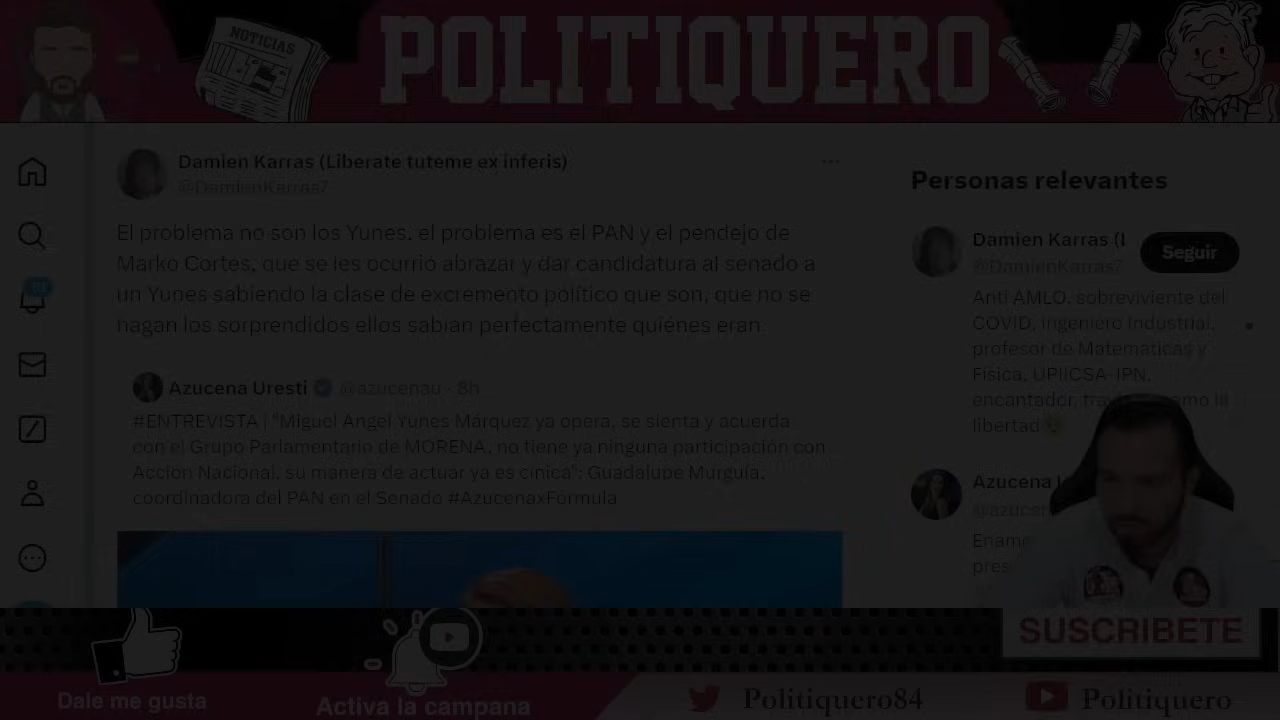 NOTICIAS
POLITIQUERO
Damien Karras (Liberate tuteme ex inferis)
@DamienKarras7
El problema no son los Yunes, el problema es el PAN y el pendejo de
Marko Cortes, que se les ocurrió abrazar y dar candidatura al senado a
un Yunes sabiendo la clase de excremento político que son, que no se
hagan los sorprendidos ellos sabían perfectamente quiénes eran
Azucena Uresti @azucenau · 8h
#ENTREVISTA | "Miguel Ángel Yunes Márquez ya opera, se sienta y acuerda
con el Grupo Parlamentario de MORENA, no tiene ya ninguna participación con
Acción Nacional, su manera de actuar ya es cínica": Guadalupe Murguía,
coordinadora del PAN en el Senado #AzucenaxFórmula
Personas relevantes
Damien Karras (L
Seguir
@DamienKarras7
Anti AMLO, sobreviviente del
COVID, ingeniero Industrial,
profesor de Matematicas y
Fisica, UPIICSA-IPN,
encantador, amo la
libertad
Azucena
@azucen
Ename
pres
SUSCRIBETE
Dale me gusta
Activa la campana
Politiquero84
Politiquero